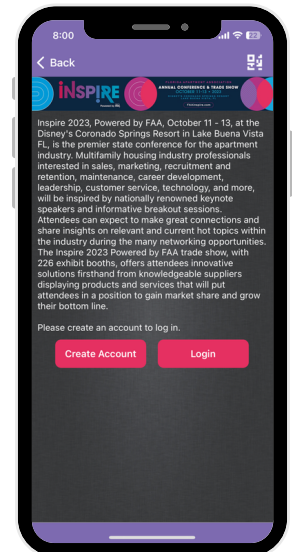 8:00
22
Back
INSPIRE
FLORIDA APARTMENT ASSOCIATION
ANNUAL CONFERENCE & TRADE SHOW
OCTOBER 11-13 • 2023
Inspire 2023, Powered by FAA, October 11 - 13, at the
Disney's Coronado Springs Resort in Lake Buena Vista
FL, is the premier state conference for the apartment
industry. Multifamily housing industry professionals
interested in sales, marketing, recruitment and
retention, maintenance, career development,
leadership, customer service, technology, and more,
will be inspired by nationally renowned keynote
speakers and informative breakout sessions.
Attendees can expect to make great connections and
share insights on relevant and current hot topics within
the industry during the many networking opportunities.
The Inspire 2023 Powered by FAA trade show, with
226 exhibit booths, offers attendees innovative
solutions firsthand from knowledgeable suppliers
displaying products and services that will put
attendees in a position to gain market share and grow
their bottom line.
Please create an account to log in.
Create Account
Login